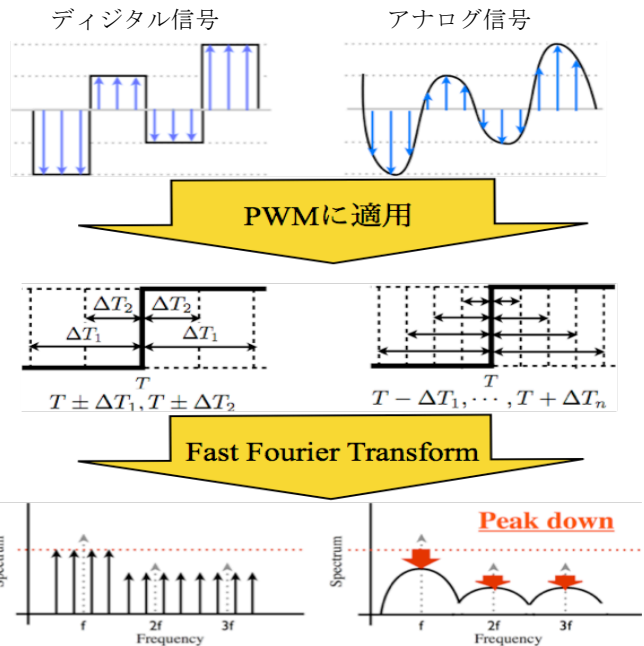 ディジタル信号
アナログ信号
PWMに適用
ΔT₂
ΔT₂
ΔT₁
ΔT₁
T
T ± ΔT₁, T ± ΔT₂
T
T − ΔT₁, ⋯, T + ΔTₙ
Fast Fourier Transform
Spectrum
f
2f
3f
Frequency
Peak down
Spectrum
f
2f
3f
Frequency